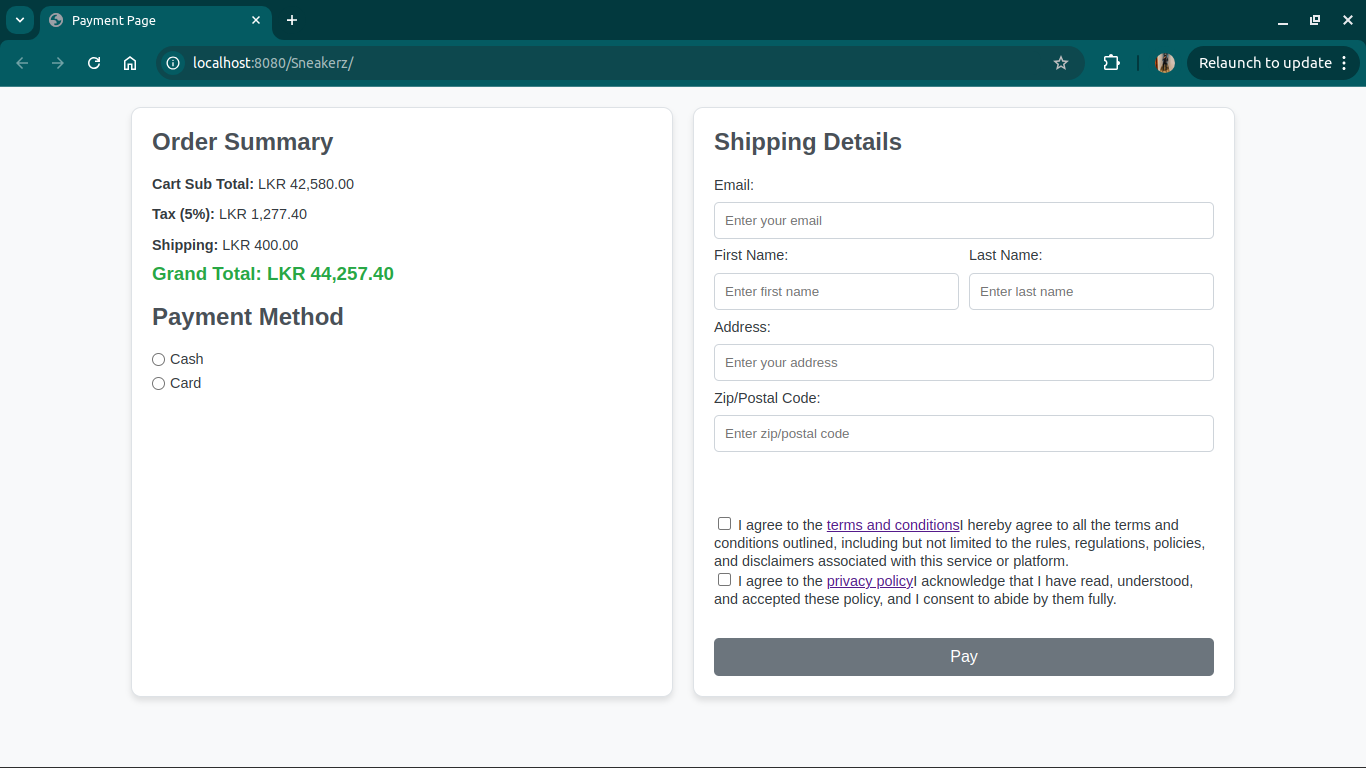 Payment Page
localhost:8080/Sneakerz/
Relaunch to update
Order Summary
Cart Sub Total: LKR 42,580.00
Tax (5%): LKR 1,277.40
Shipping: LKR 400.00
Grand Total: LKR 44,257.40
Payment Method
Cash
Card
Shipping Details
Email:
Enter your email
First Name: Last Name:
Enter first name Enter last name
Address:
Enter your address
Zip/Postal Code:
Enter zip/postal code
I agree to the terms and conditionsI hereby agree to all the terms and
conditions outlined, including but not limited to the rules, regulations, policies,
and disclaimers associated with this service or platform.
I agree to the privacy policyI acknowledge that I have read, understood,
and accepted these policy, and I consent to abide by them fully.
Pay